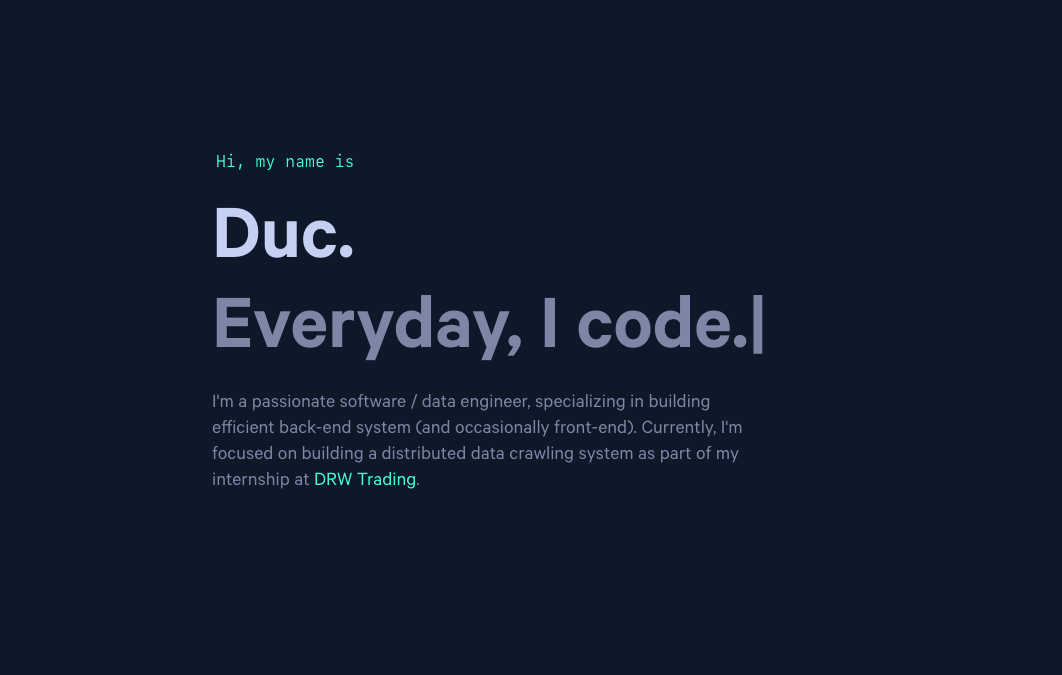 Hi, my name is
Duc.
Everyday, I code.|
I'm a passionate software / data engineer, specializing in building
efficient back-end system (and occasionally front-end). Currently, I'm
focused on building a distributed data crawling system as part of my
internship at DRW Trading.